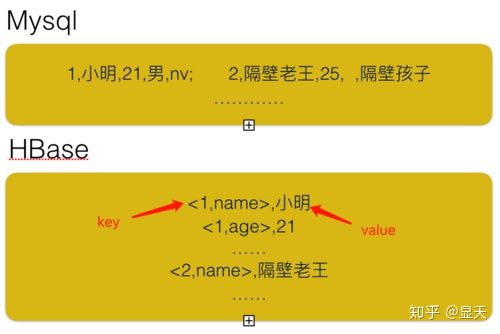 Mysql
1,小明,21,男,nv; 2,隔壁老王,25, ,隔壁孩子
…………
HBase
key
<1,name>,小明
value
<1,age>,21
……
<2,name>,隔壁老王
……
知乎 @显天